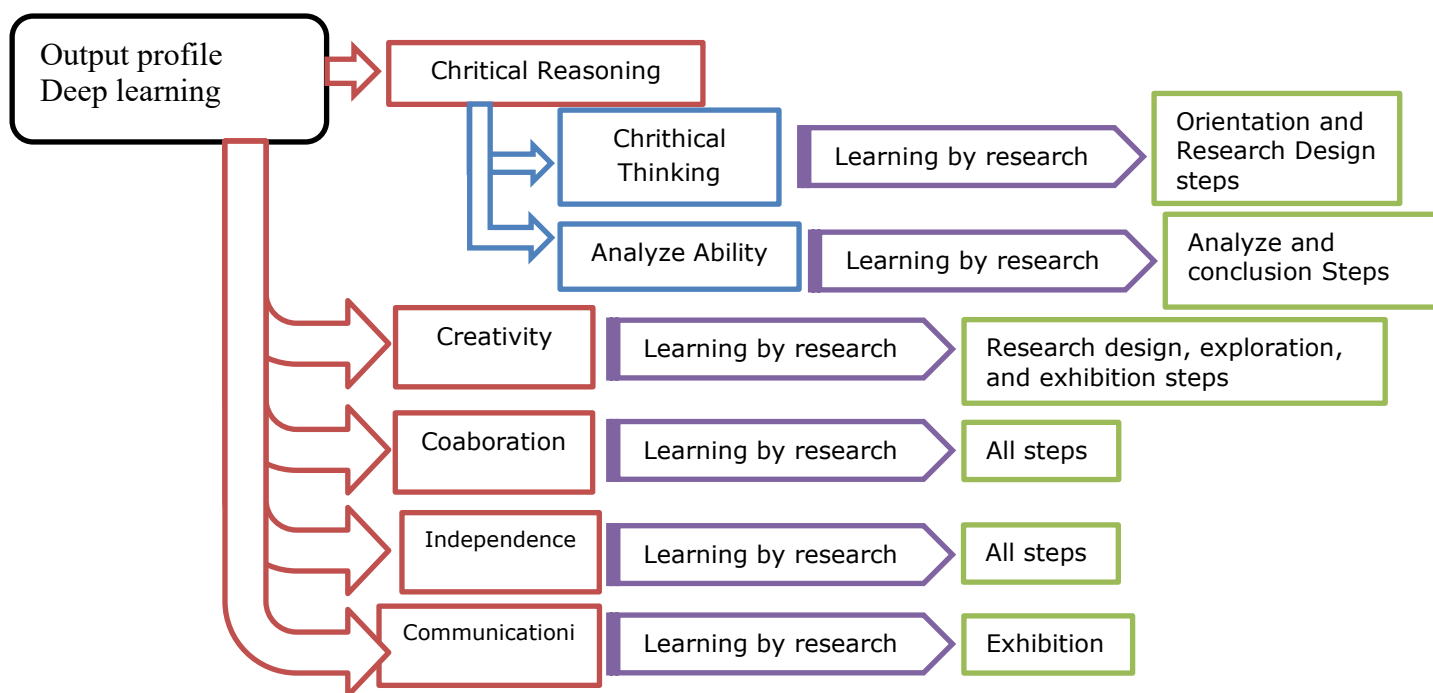 Output profile
Deep learning
Chritical Reasoning
Chrithical
Thinking
Learning by research
Orientation and
Research Design
steps
Analyze Ability
Learning by research
Analyze and
conclusion Steps
Creativity
Learning by research
Research design, exploration,
and exhibition steps
Coaboration
Learning by research
All steps
Independence
Learning by research
All steps
Communicationi
Learning by research
Exhibition